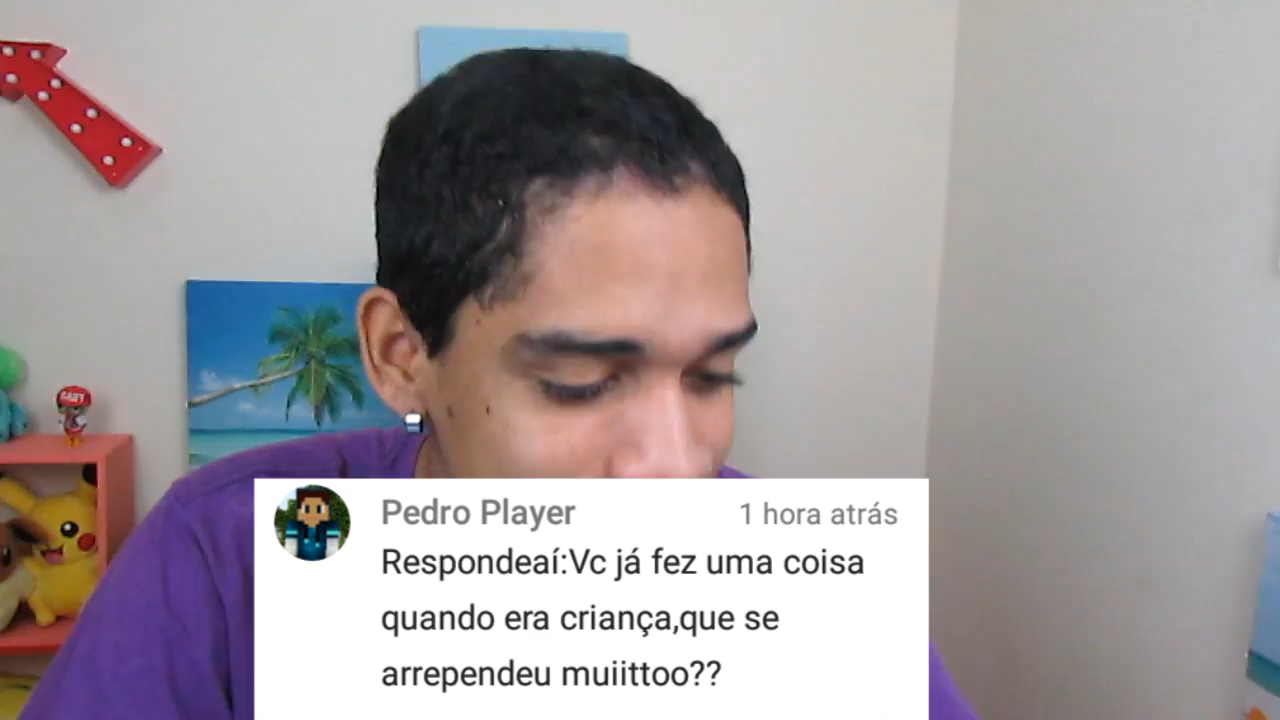 Pedro Player
1 hora atrás
Respondeaí:Vc já fez uma coisa
quando era criança,que se
arrependeu muiittoo??